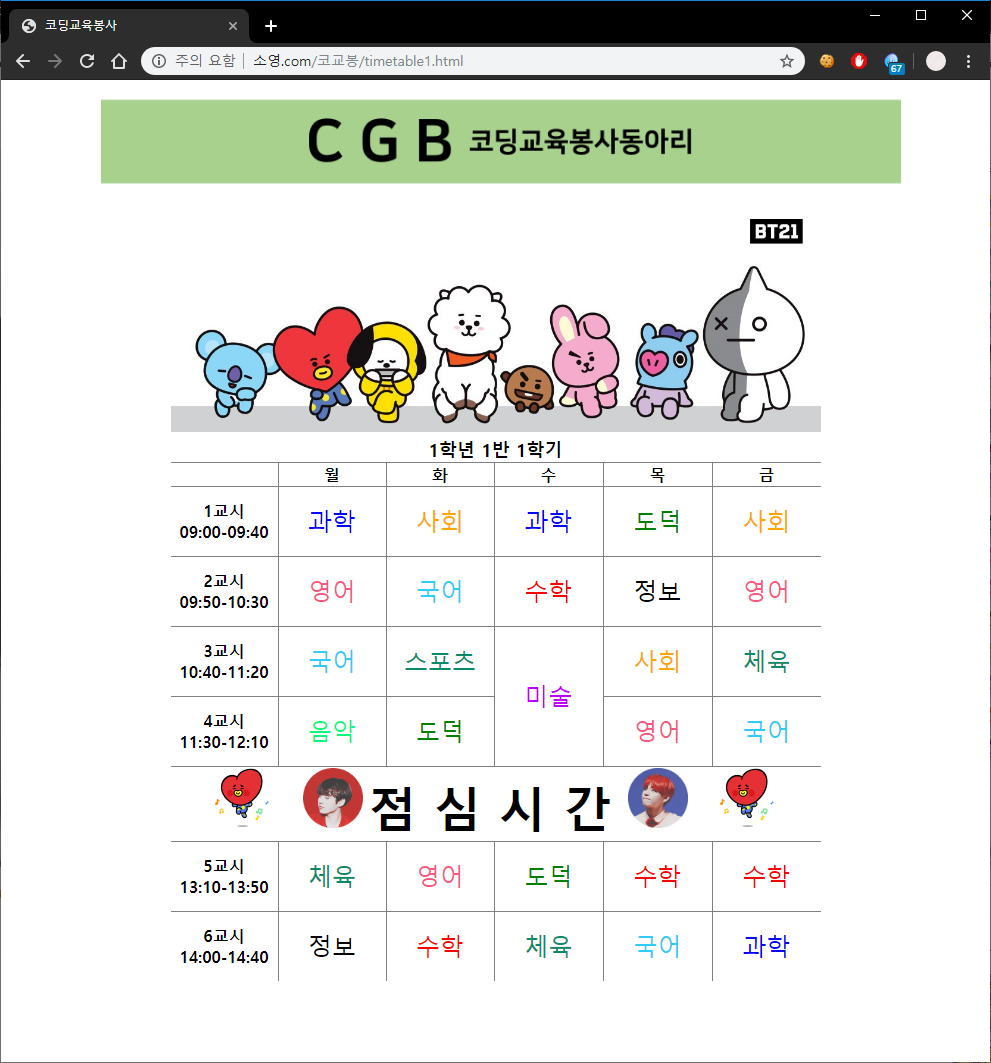 코딩교육봉사
주의 요함 | 소영.com/코교봉/timetable1.html
67
C G B 코딩교육봉사동아리
BT21
1학년 1반 1학기
월 화 수 목 금
1교시
09:00-09:40
과학 사회 과학 도덕 사회
2교시
09:50-10:30
영어 국어 수학 정보 영어
3교시
10:40-11:20
국어 스포츠 미술 사회 체육
4교시
11:30-12:10
음악 도덕 영어 국어
점 심 시 간
5교시
13:10-13:50
체육 영어 도덕 수학 수학
6교시
14:00-14:40
정보 수학 체육 국어 과학